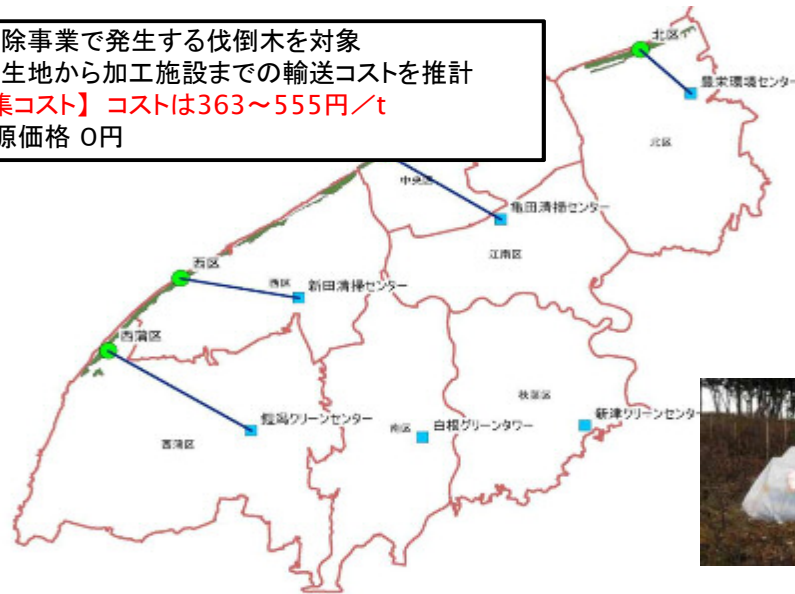 除事業で発生する伐倒木を対象
生地から加工施設までの輸送コストを推計
集コスト】 コストは363～555円／t
源価格 0円
北区
豊栄環境センター
北区
中央区
亀田清掃センター
江南区
西区
西区
新田清掃センター
西蒲区
秋葉区
鎧潟クリーンセンター
南区
白根グリーンタワー
新津クリーンセンター
西蒲区